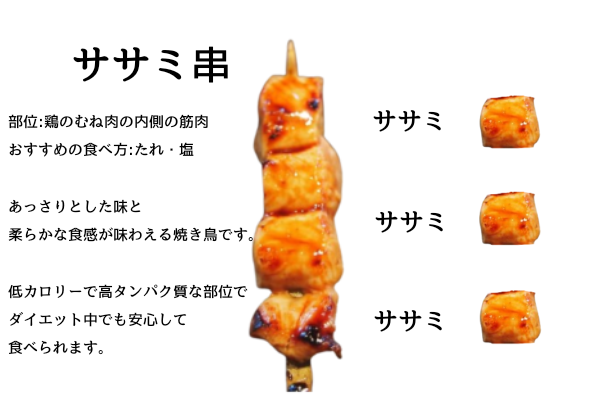 ササミ串
部位:鶏のむね肉の内側の筋肉
おすすめの食べ方:たれ・塩
あっさりとした味と
柔らかな食感が味わえる焼き鳥です。
低カロリーで高タンパク質な部位で
ダイエット中でも安心して
食べられます。
ササミ
ササミ
ササミ